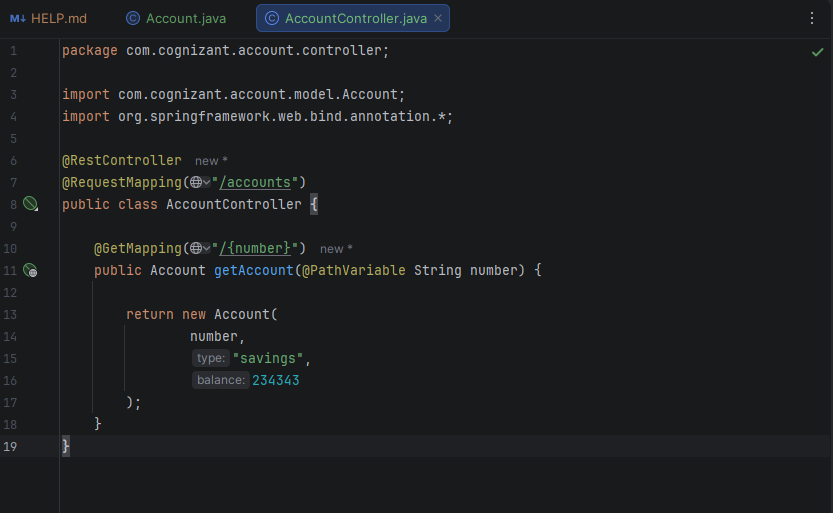 HELP.md Account.java AccountController.java
1 package com.cognizant.account.controller;
2
3 import com.cognizant.account.model.Account;
4 import org.springframework.web.bind.annotation.*;
5
6 @RestController new *
7 @RequestMapping("/accounts")
8 public class AccountController {
9
10 @GetMapping("/{number}") new *
11 public Account getAccount(@PathVariable String number) {
12
13 return new Account(
14 number,
15 type: "savings",
16 balance: 234343
17 );
18 }
19 }